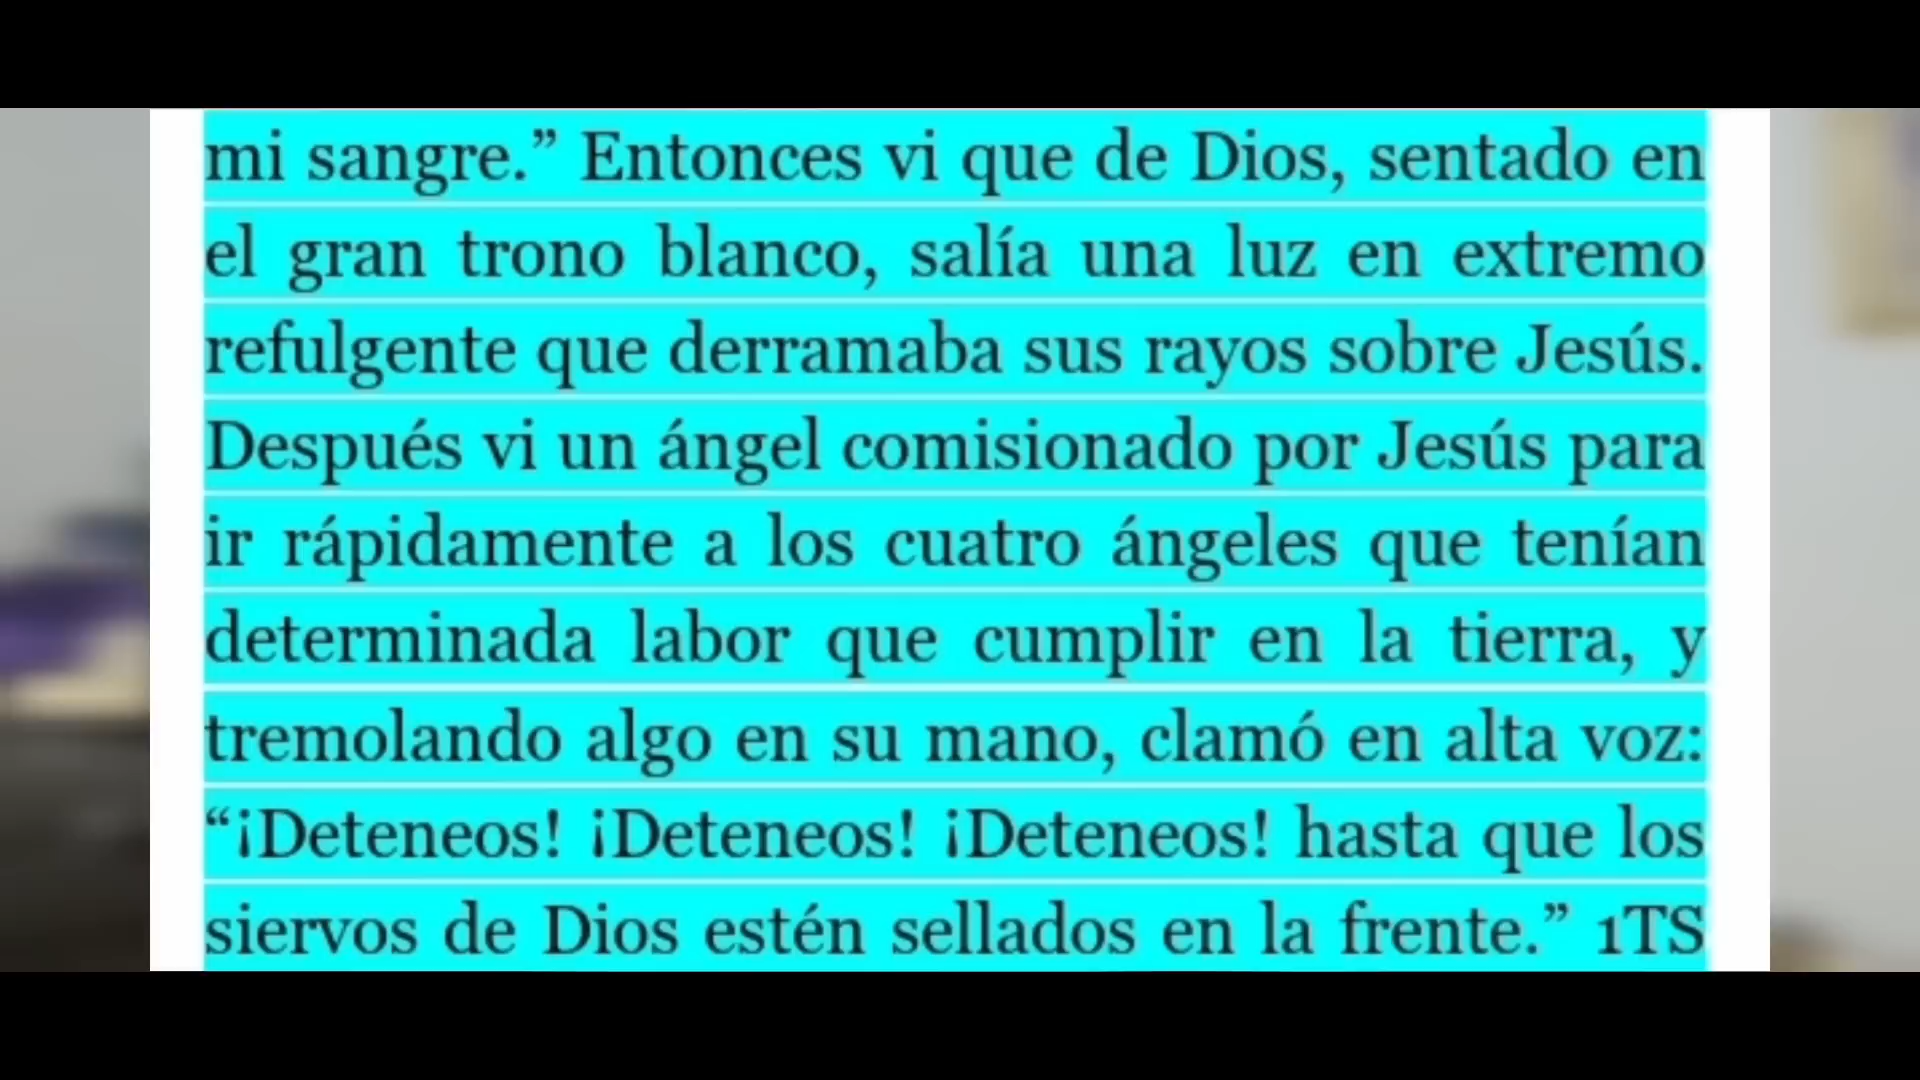 mi sangre.” Entonces vi que de Dios, sentado en
el gran trono blanco, salía una luz en extremo
refulgente que derramaba sus rayos sobre Jesús.
Después vi un ángel comisionado por Jesús para
ir rápidamente a los cuatro ángeles que tenían
determinada labor que cumplir en la tierra, y
tremolando algo en su mano, clamó en alta voz:
“¡Deteneos! ¡Deteneos! ¡Deteneos! hasta que los
siervos de Dios estén sellados en la frente.” 1TS